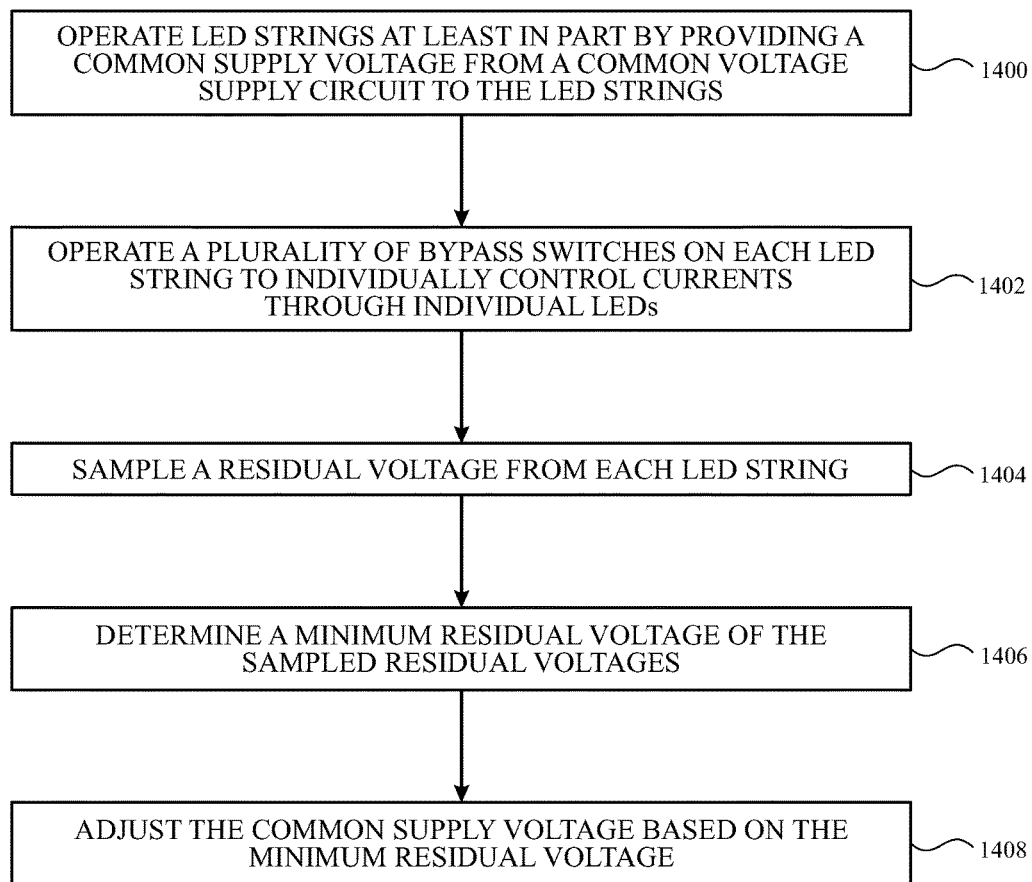 OPERATE LED STRINGS AT LEAST IN PART BY PROVIDING A
COMMON SUPPLY VOLTAGE FROM A COMMON VOLTAGE
SUPPLY CIRCUIT TO THE LED STRINGS
1400
OPERATE A PLURALITY OF BYPASS SWITCHES ON EACH LED
STRING TO INDIVIDUALLY CONTROL CURRENTS
THROUGH INDIVIDUAL LEDs
1402
SAMPLE A RESIDUAL VOLTAGE FROM EACH LED STRING
1404
DETERMINE A MINIMUM RESIDUAL VOLTAGE OF THE
SAMPLED RESIDUAL VOLTAGES
1406
ADJUST THE COMMON SUPPLY VOLTAGE BASED ON THE
MINIMUM RESIDUAL VOLTAGE
1408